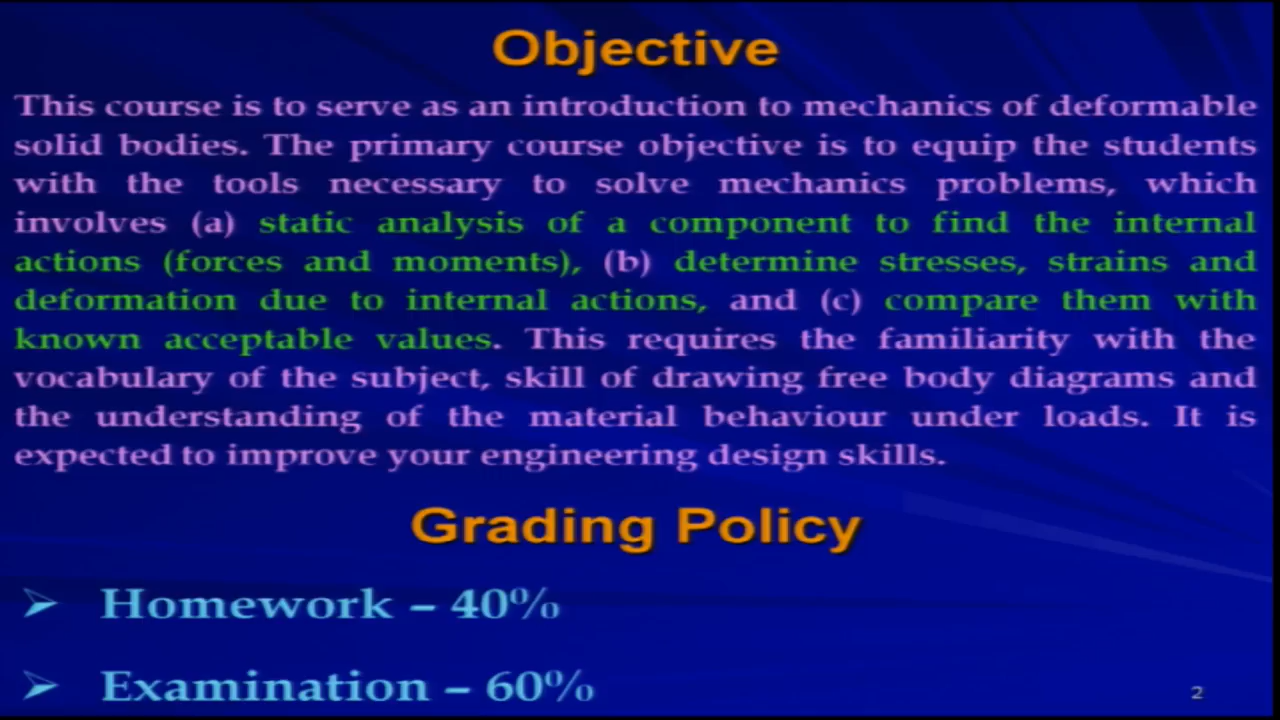 Objective
This course is to serve as an introduction to mechanics of deformable
solid bodies. The primary course objective is to equip the students
with the tools necessary to solve mechanics problems, which
involves (a) static analysis of a component to find the internal
actions (forces and moments), (b) determine stresses, strains and
deformation due to internal actions, and (c) compare them with
known acceptable values. This requires the familiarity with the
vocabulary of the subject, skill of drawing free body diagrams and
the understanding of the material behaviour under loads. It is
expected to improve your engineering design skills.
Grading Policy
➢ Homework – 40%
➢ Examination – 60%
2